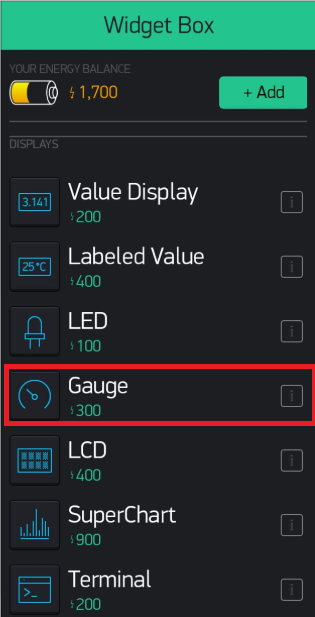 Widget Box
YOUR ENERGY BALANCE
1,700
+ Add
DISPLAYS
3.141
Value Display
200
i
25°C
Labeled Value
400
i
LED
100
i
Gauge
300
i
LCD
400
i
SuperChart
900
i
>_
Terminal
200
i